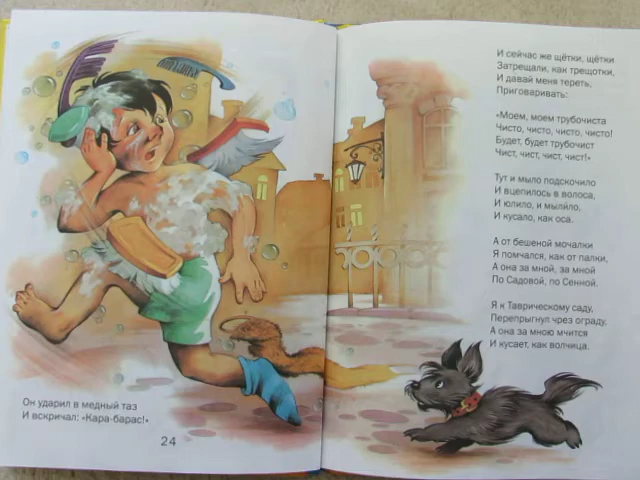 Он ударил в медный таз
И вскричал: «Кара-барас!»
24
И сейчас же щётки, щётки
Затрещали, как трещотки,
И давай меня тереть,
Приговаривать:
«Моем, моем трубочиста
Чисто, чисто, чисто, чисто!
Будет, будет трубочист
Чист, чист, чист, чист!»
Тут и мыло подскочило
И вцепилось в волоса,
И юлило, и мылило,
И кусало, как оса.
А от бешеной мочалки
Я помчался, как от палки,
А она за мной, за мной
По Садовой, по Сенной.
Я к Таврическому саду,
Перепрыгнул чрез ограду,
А она за мною мчится
И кусает, как волчица.